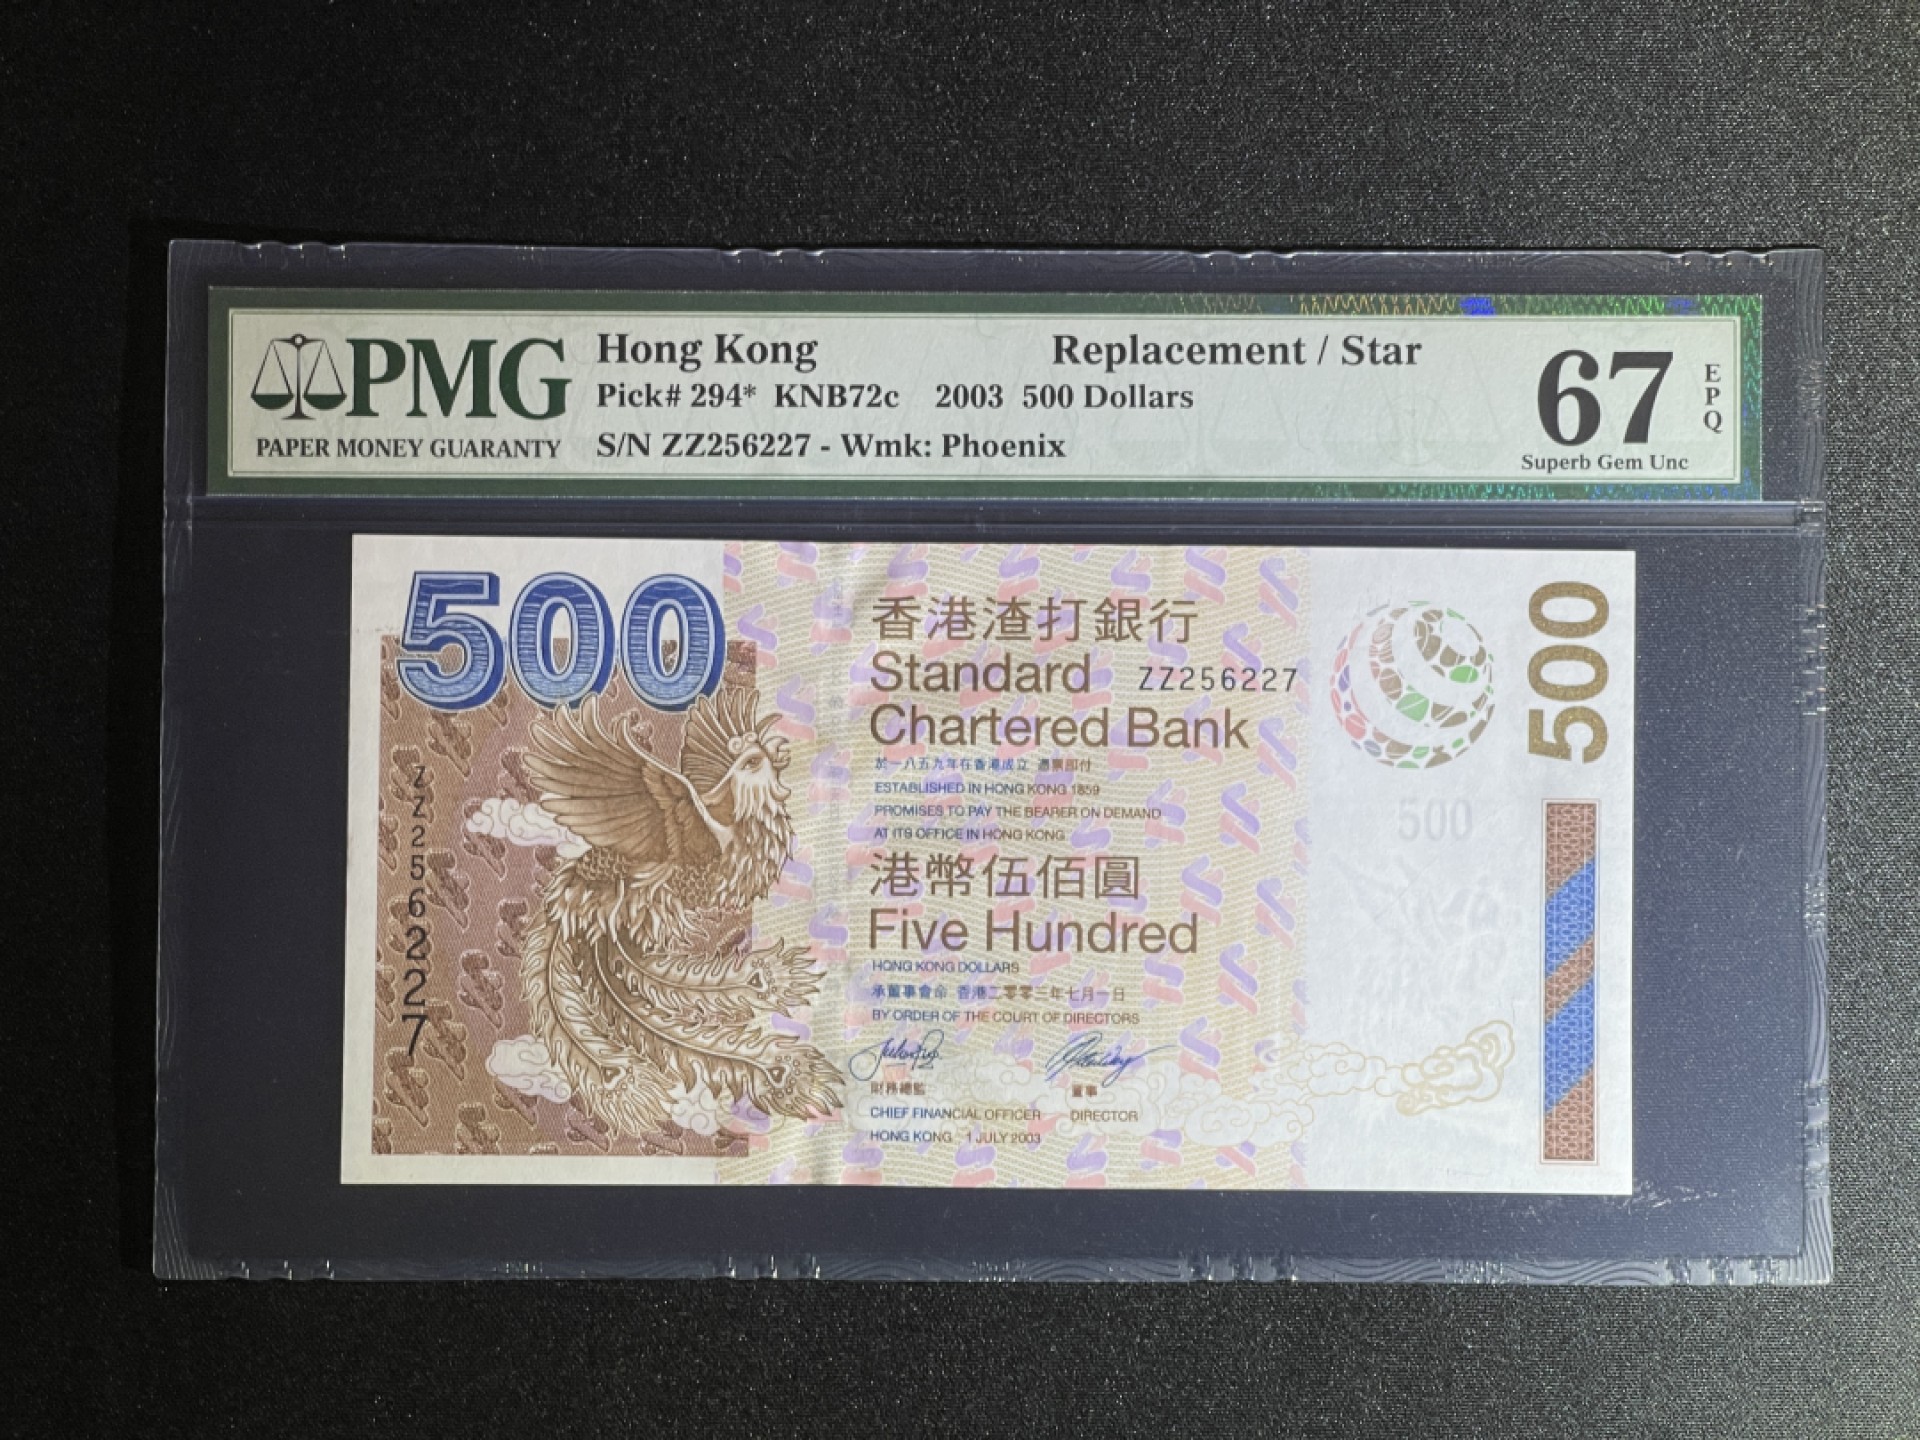 PMG
PAPER MONEY GUARANTY
Hong Kong Replacement / Star
Pick# 294* KNB72c 2003 500 Dollars
S/N ZZ256227 - Wmk: Phoenix
67
EPQ
Superb Gem Unc
500
ZZ256227
香港渣打銀行
Standard
ZZ256227
Chartered Bank
於一八五九年在香港成立 憑票即付
ESTABLISHED IN HONG KONG 1859
PROMISES TO PAY THE BEARER ON DEMAND
AT ITS OFFICE IN HONG KONG
港幣伍佰圓
Five Hundred
HONG KONG DOLLARS
承董事會命 香港二零零三年七月一日
BY ORDER OF THE COURT OF DIRECTORS
財務總監 董事
CHIEF FINANCIAL OFFICER DIRECTOR
HONG KONG 1 JULY 2003
500
500